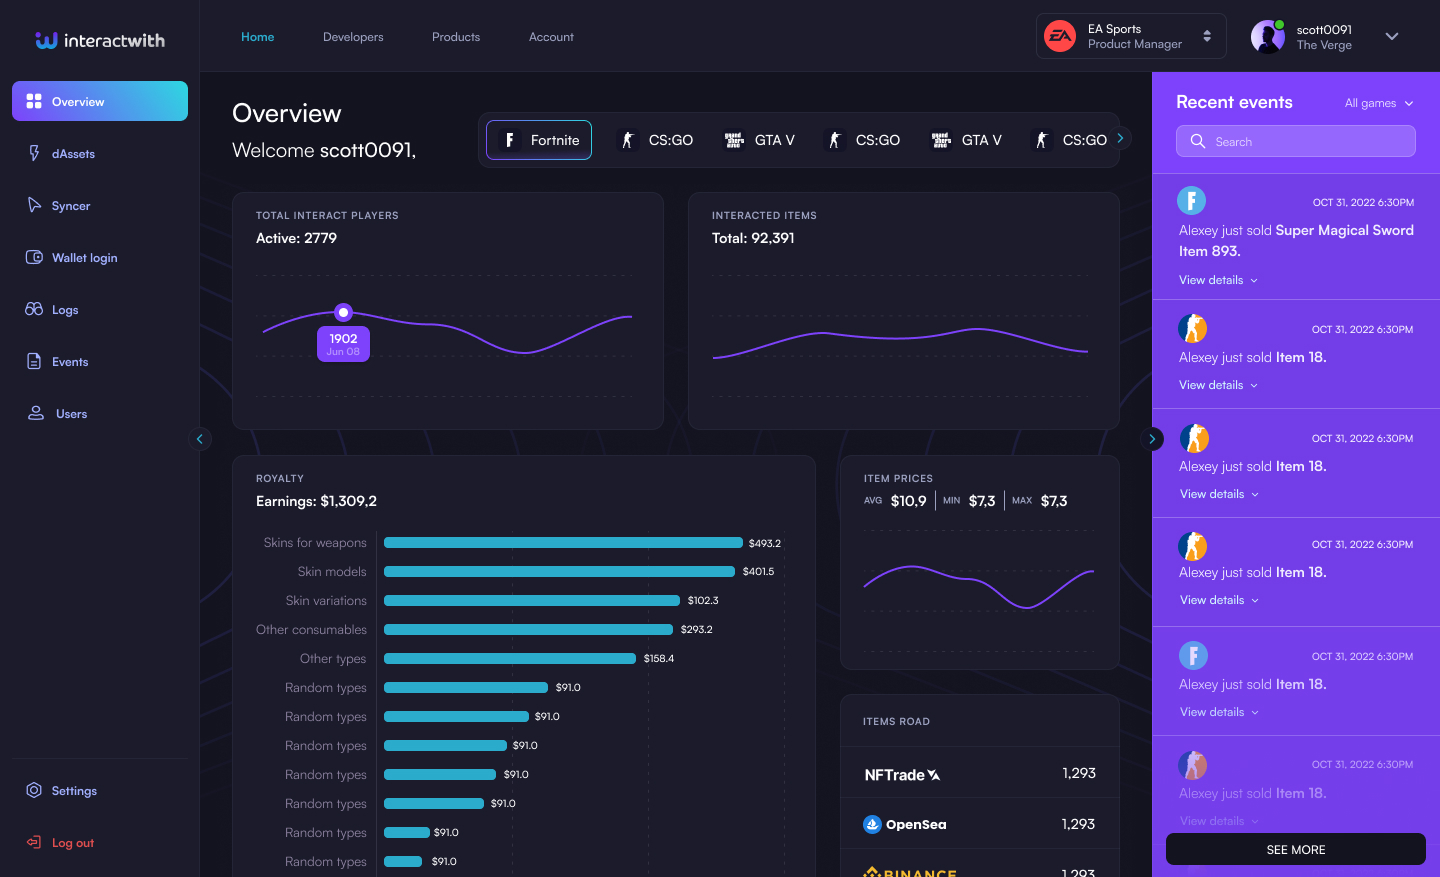 interactwith
Home
Developers
Products
Account
EA
EA Sports
Product Manager
scott0091
The Verge
Overview
dAssets
Syncer
Wallet login
Logs
Events
Users
Settings
Log out
Overview
Welcome scott0091,
Fortnite
CS:GO
GTA V
CS:GO
GTA V
CS:GO
TOTAL INTERACT PLAYERS
Active: 2779
1902
Jun 08
INTERACTED ITEMS
Total: 92,391
ROYALTY
Earnings: $1,309,2
Skins for weapons $493.2
Skin models $401.5
Skin variations $102.3
Other consumables $293.2
Other types $158.4
Random types $91.0
Random types $91.0
Random types $91.0
Random types $91.0
Random types $91.0
Random types $91.0
Random types $91.0
ITEM PRICES
AVG $10,9 MIN $7,3 MAX $7,3
ITEMS ROAD
NFTrade 1,293
OpenSea 1,293
BINANCE 1,293
Recent events
All games
Search
OCT 31, 2022 6:30PM
Alexey just sold Super Magical Sword
Item 893.
View details
OCT 31, 2022 6:30PM
Alexey just sold Item 18.
View details
OCT 31, 2022 6:30PM
Alexey just sold Item 18.
View details
OCT 31, 2022 6:30PM
Alexey just sold Item 18.
View details
OCT 31, 2022 6:30PM
Alexey just sold Item 18.
View details
OCT 31, 2022 6:30PM
Alexey just sold Item 18.
View details
SEE MORE